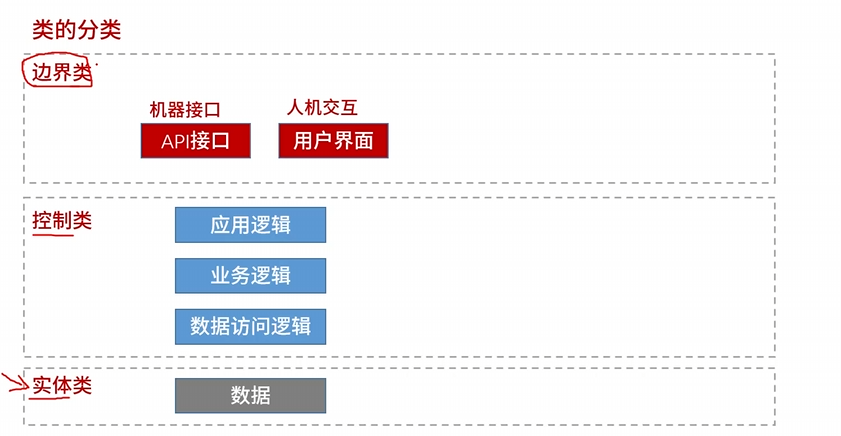 类的分类
边界类
机器接口 人机交互
API接口 用户界面
控制类
应用逻辑
业务逻辑
数据访问逻辑
实体类
数据